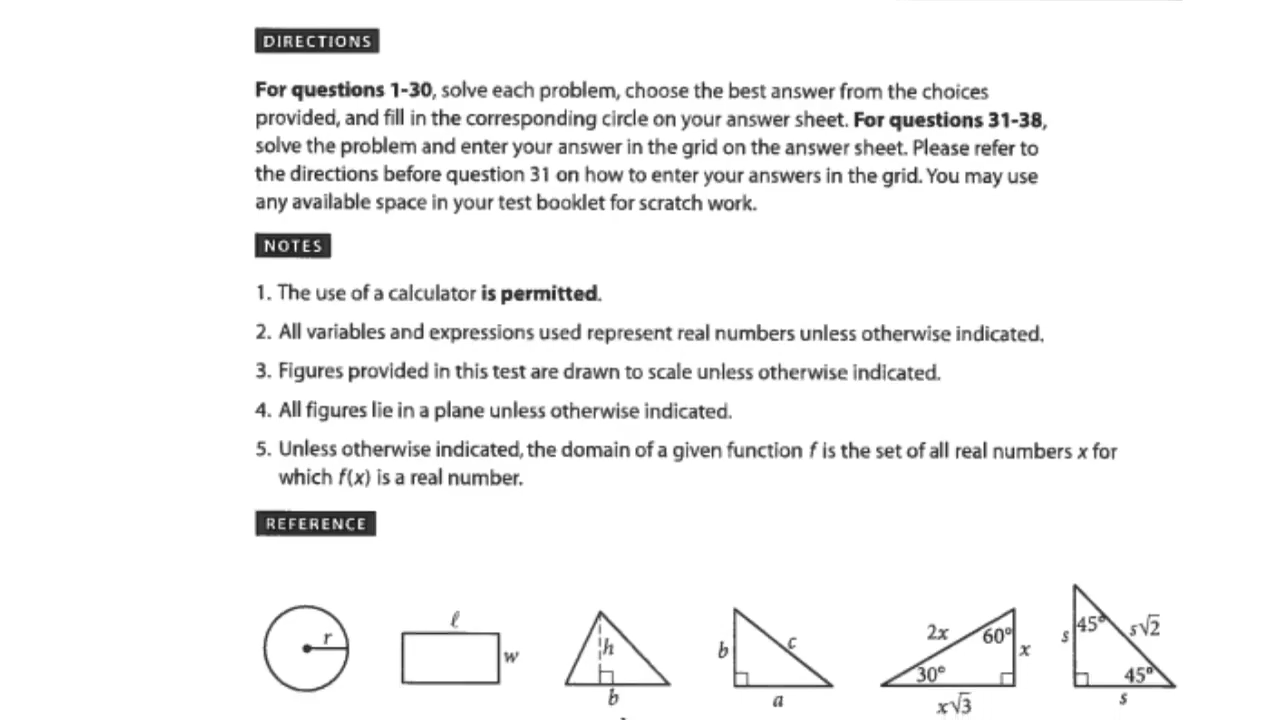 DIRECTIONS
For questions 1-30, solve each problem, choose the best answer from the choices
provided, and fill in the corresponding circle on your answer sheet. For questions 31-38,
solve the problem and enter your answer in the grid on the answer sheet. Please refer to
the directions before question 31 on how to enter your answers in the grid. You may use
any available space in your test booklet for scratch work.
NOTES
1. The use of a calculator is permitted.
2. All variables and expressions used represent real numbers unless otherwise indicated.
3. Figures provided in this test are drawn to scale unless otherwise indicated.
4. All figures lie in a plane unless otherwise indicated.
5. Unless otherwise indicated, the domain of a given function f is the set of all real numbers x for
which f(x) is a real number.
REFERENCE
r
ℓ
w
h
b
b
c
a
2x
60°
x
30°
x√3
s
45°
s√2
45°
s